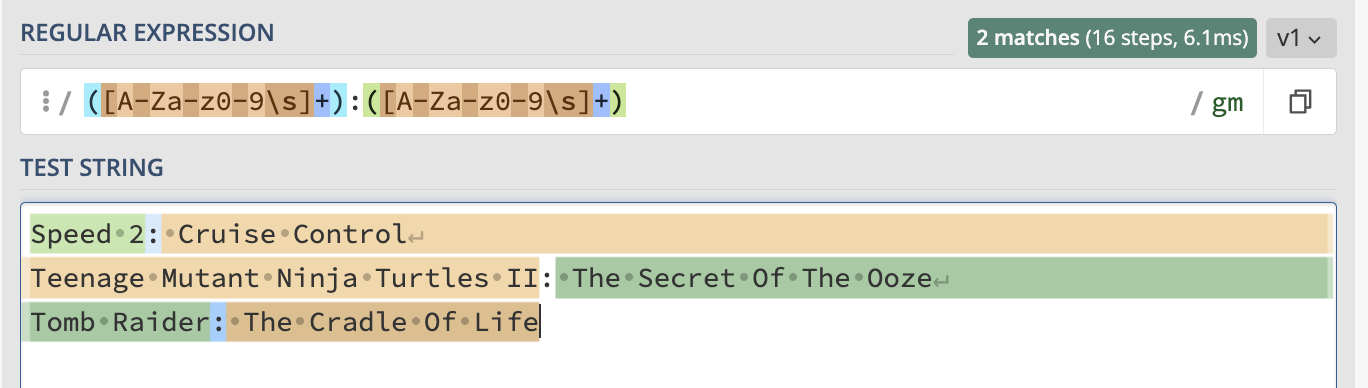 REGULAR EXPRESSION
2 matches (16 steps, 6.1ms)
v1
/ ([A-Za-z0-9\s]+):([A-Za-z0-9\s]+) / gm
TEST STRING
Speed·2:·Cruise·Control↵
Teenage·Mutant·Ninja·Turtles·II:·The·Secret·Of·The·Ooze↵
Tomb·Raider:·The·Cradle·Of·Life